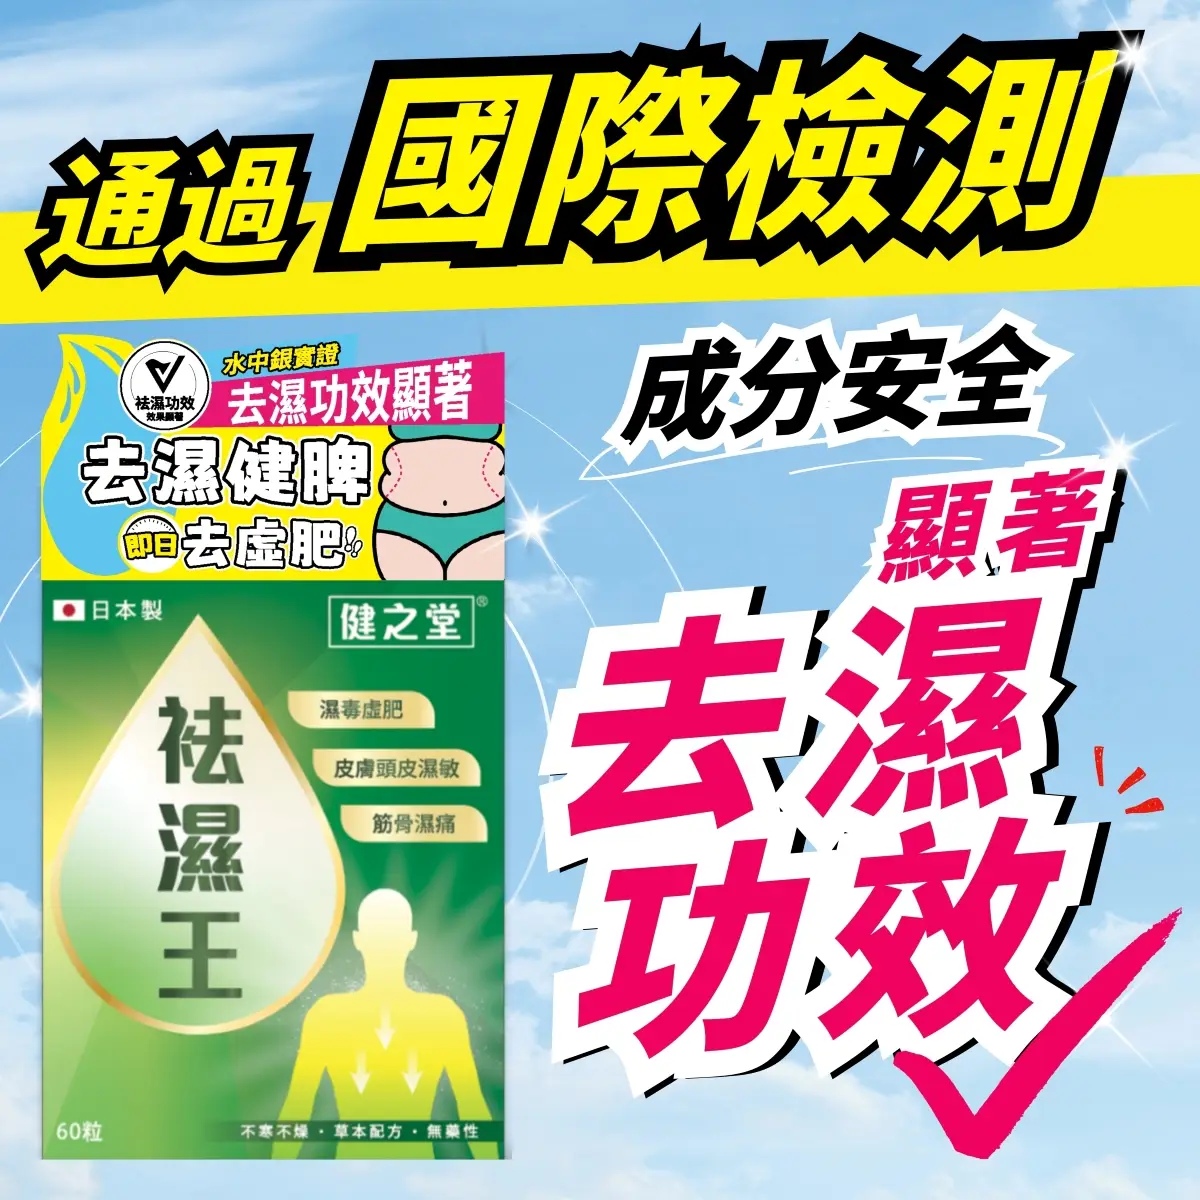 通過 國際檢測
成分安全
顯著
去濕
功效
水中銀實證
去濕功效顯著
祛濕功效
效果顯著
去濕健脾
即日去虛肥
日本製
健之堂®
祛濕王
濕毒虛肥
皮膚頭皮濕敏
筋骨濕痛
60粒
不寒不燥・草本配方・無藥性